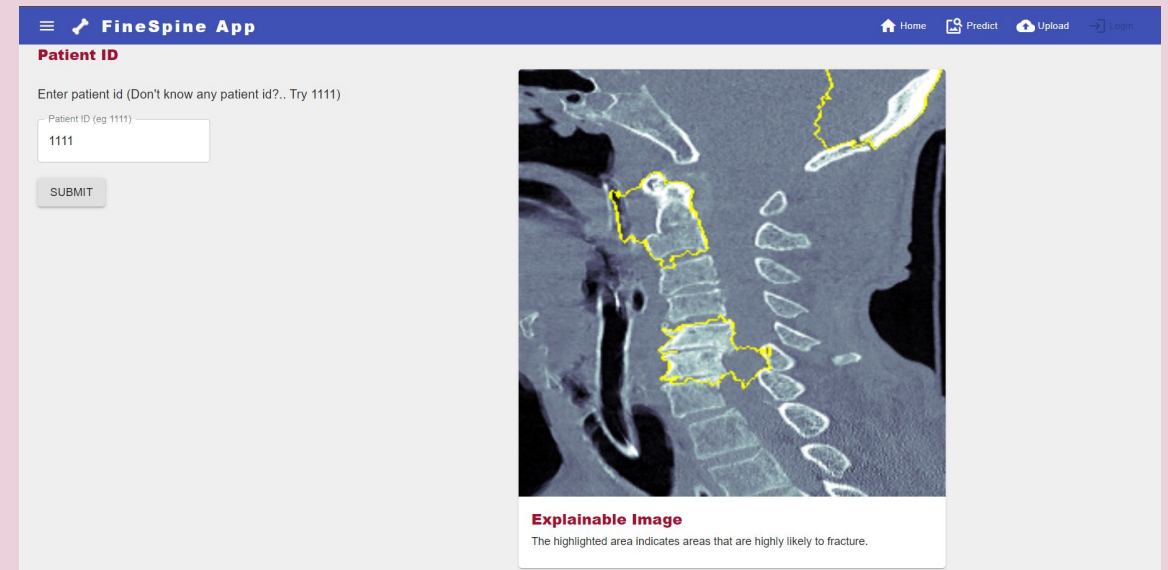 FineSpine App
Home
Predict
Upload
Login
Patient ID
Enter patient id (Don't know any patient id?.. Try 1111)
Patient ID (eg 1111)
1111
SUBMIT
Explainable Image
The highlighted area indicates areas that are highly likely to fracture.